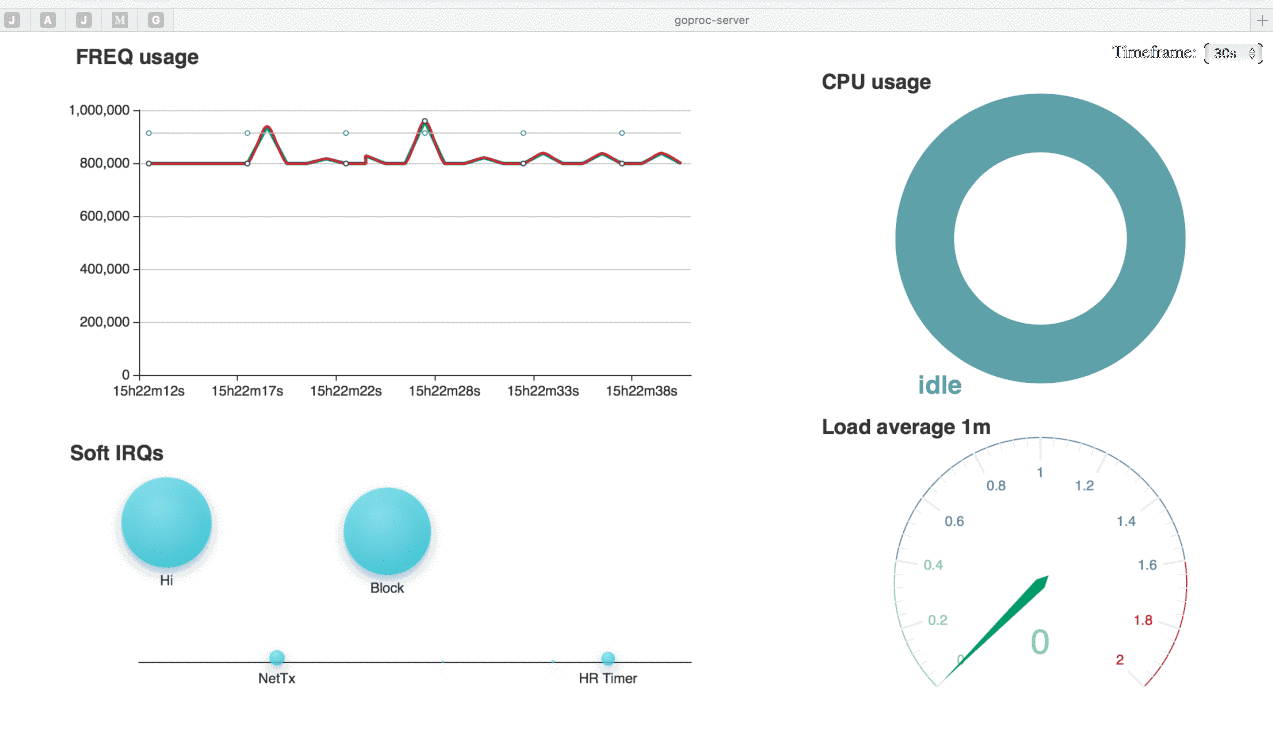 J A J M G goproc-server +
FREQ usage
Timeframe: 30s
CPU usage
1,000,000
800,000
600,000
400,000
200,000
0
15h22m12s 15h22m17s 15h22m22s 15h22m28s 15h22m33s 15h22m38s
idle
Load average 1m
Soft IRQs
Hi
Block
NetTx
HR Timer
0
0.2
0.4
0.6
0.8
1
1.2
1.4
1.6
1.8
2
0